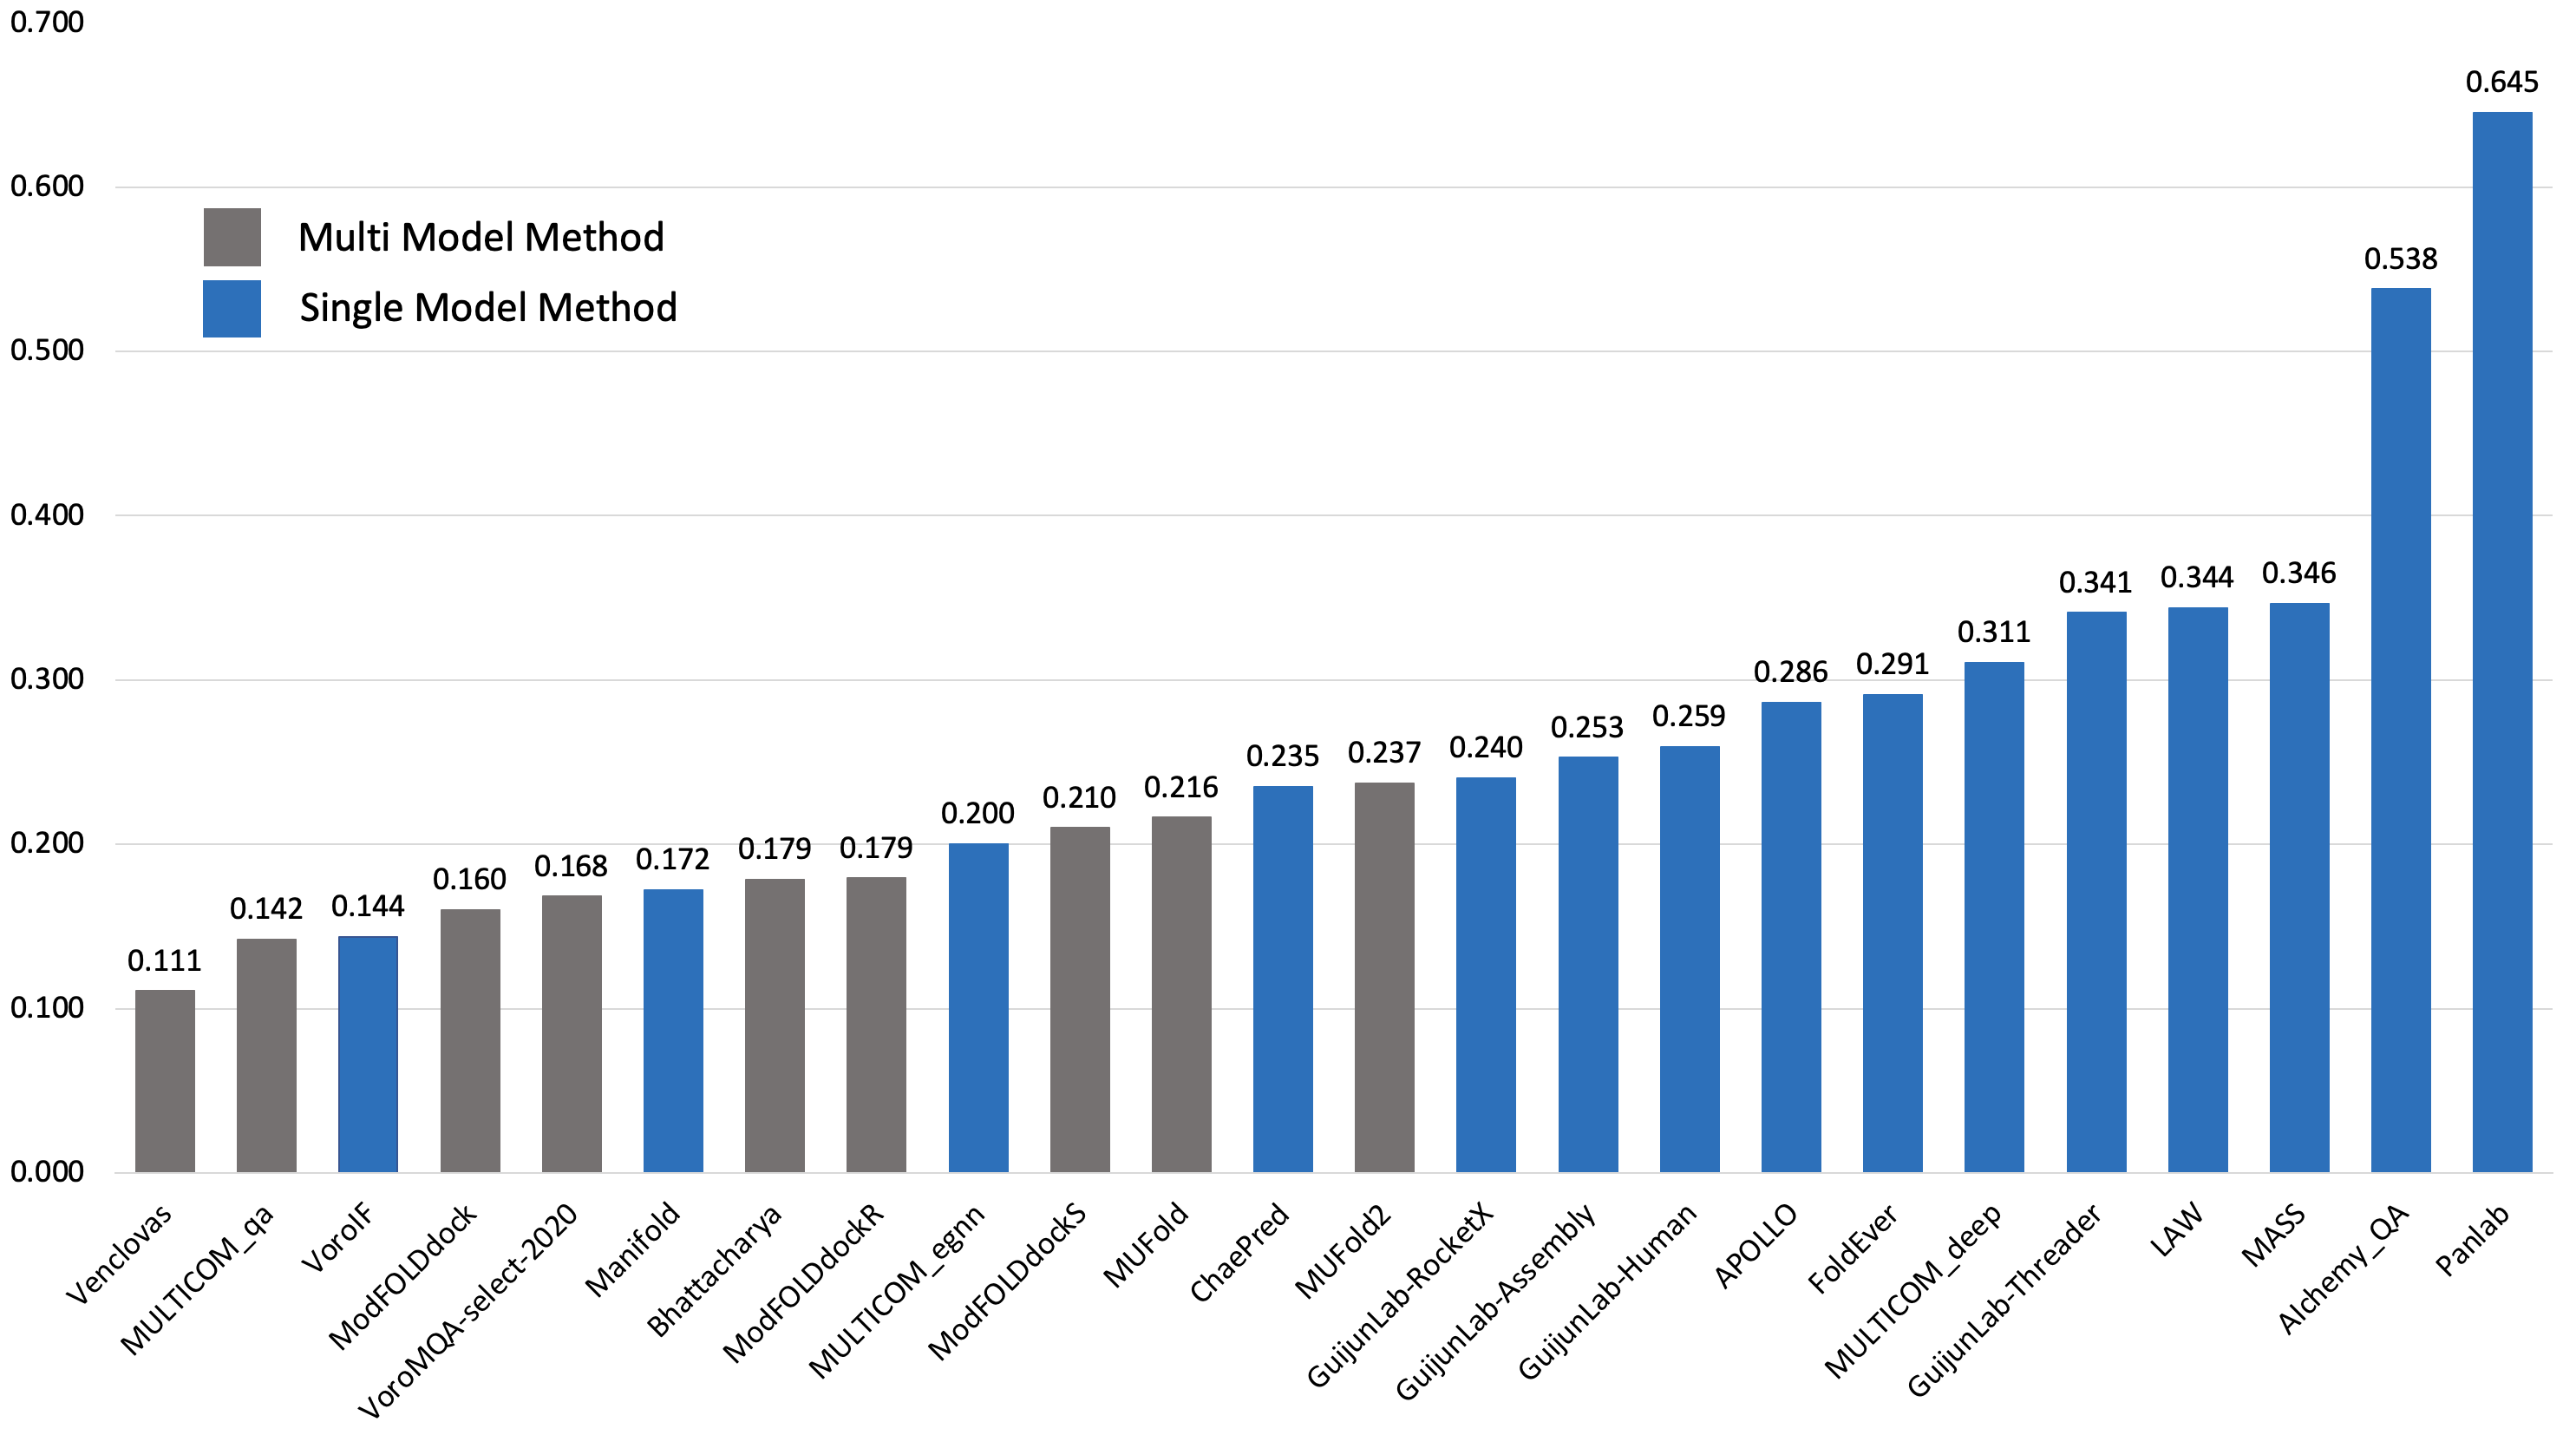 0.700
0.600
0.500
0.400
0.300
0.200
0.100
0.000
Multi Model Method
Single Model Method
0.111
0.142
0.144
0.160
0.168
0.172
0.179
0.179
0.200
0.210
0.216
0.235
0.237
0.240
0.253
0.259
0.286
0.291
0.311
0.341
0.344
0.346
0.538
0.645
Venclovas
MULTICOM_qa
VoroIF
ModFOLDdock
VoroMQA-select-2020
Manifold
Bhattacharya
ModFOLDdockR
MULTICOM_egnn
ModFOLDdockS
MUFold
ChaePred
MUFold2
GuijunLab-RocketX
GuijunLab-Assembly
GuijunLab-Human
APOLLO
FoldEver
MULTICOM_deep
GuijunLab-Threader
LAW
MASS
Alchemy_QA
Panlab